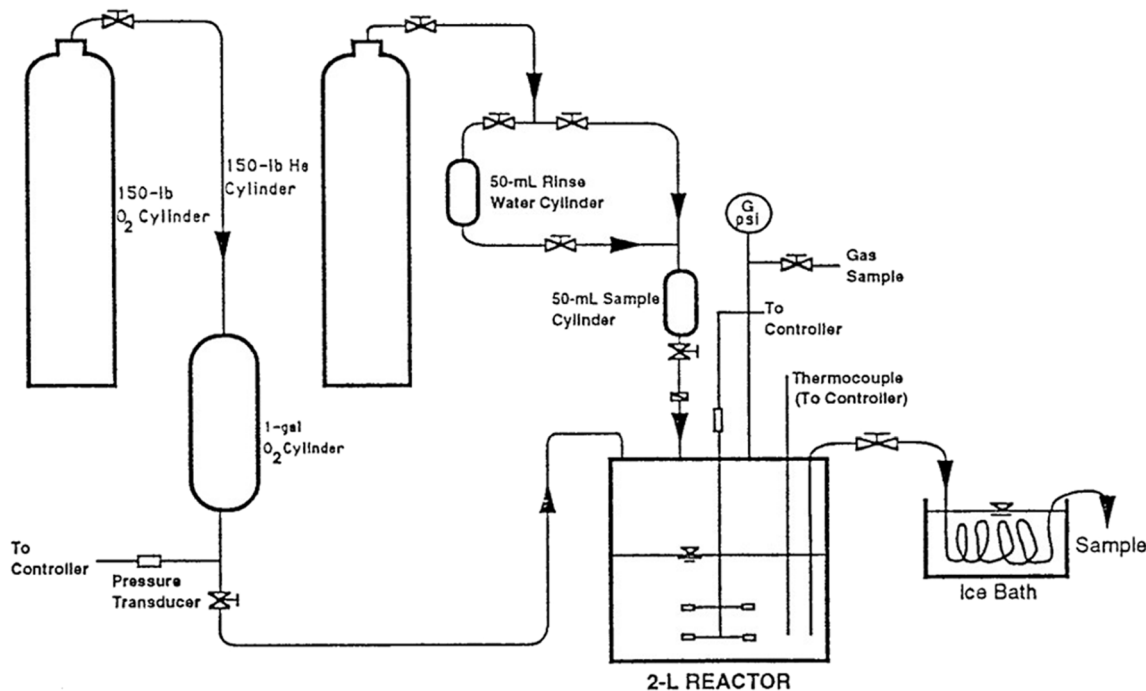 150-lb
O2 Cylinder
150-lb He
Cylinder
50-mL Rinse
Water Cylinder
G
psi
Gas
Sample
50-mL Sample
Cylinder
To
Controller
Thermocouple
(To Controller)
1-gal
O2 Cylinder
To
Controller
Pressure
Transducer
Sample
Ice Bath
2-L REACTOR